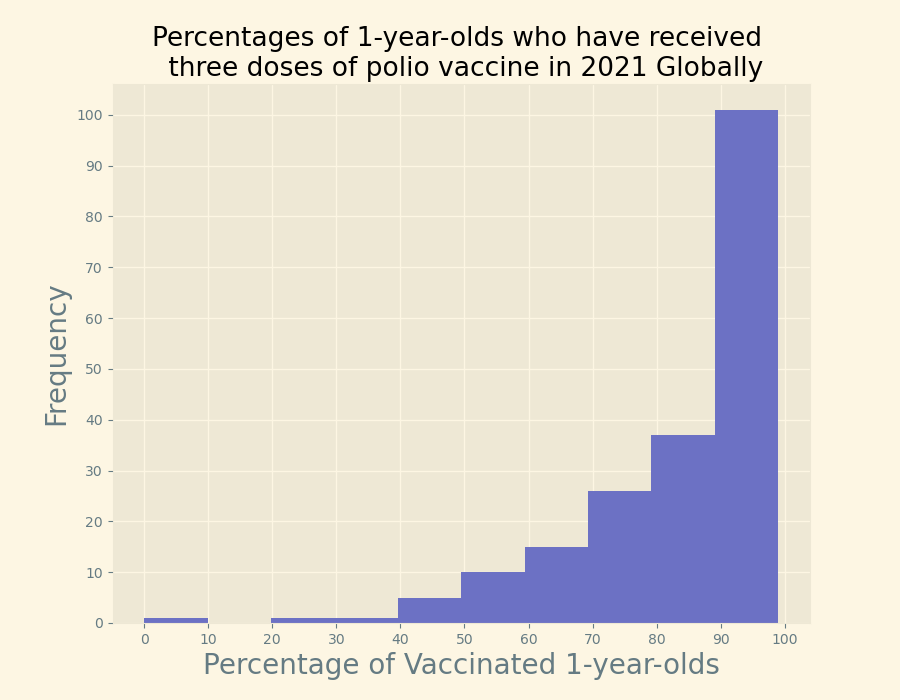 Percentages of 1-year-olds who have received
three doses of polio vaccine in 2021 Globally
100
90
80
70
60
50
40
30
20
10
0
Frequency
0 10 20 30 40 50 60 70 80 90 100
Percentage of Vaccinated 1-year-olds